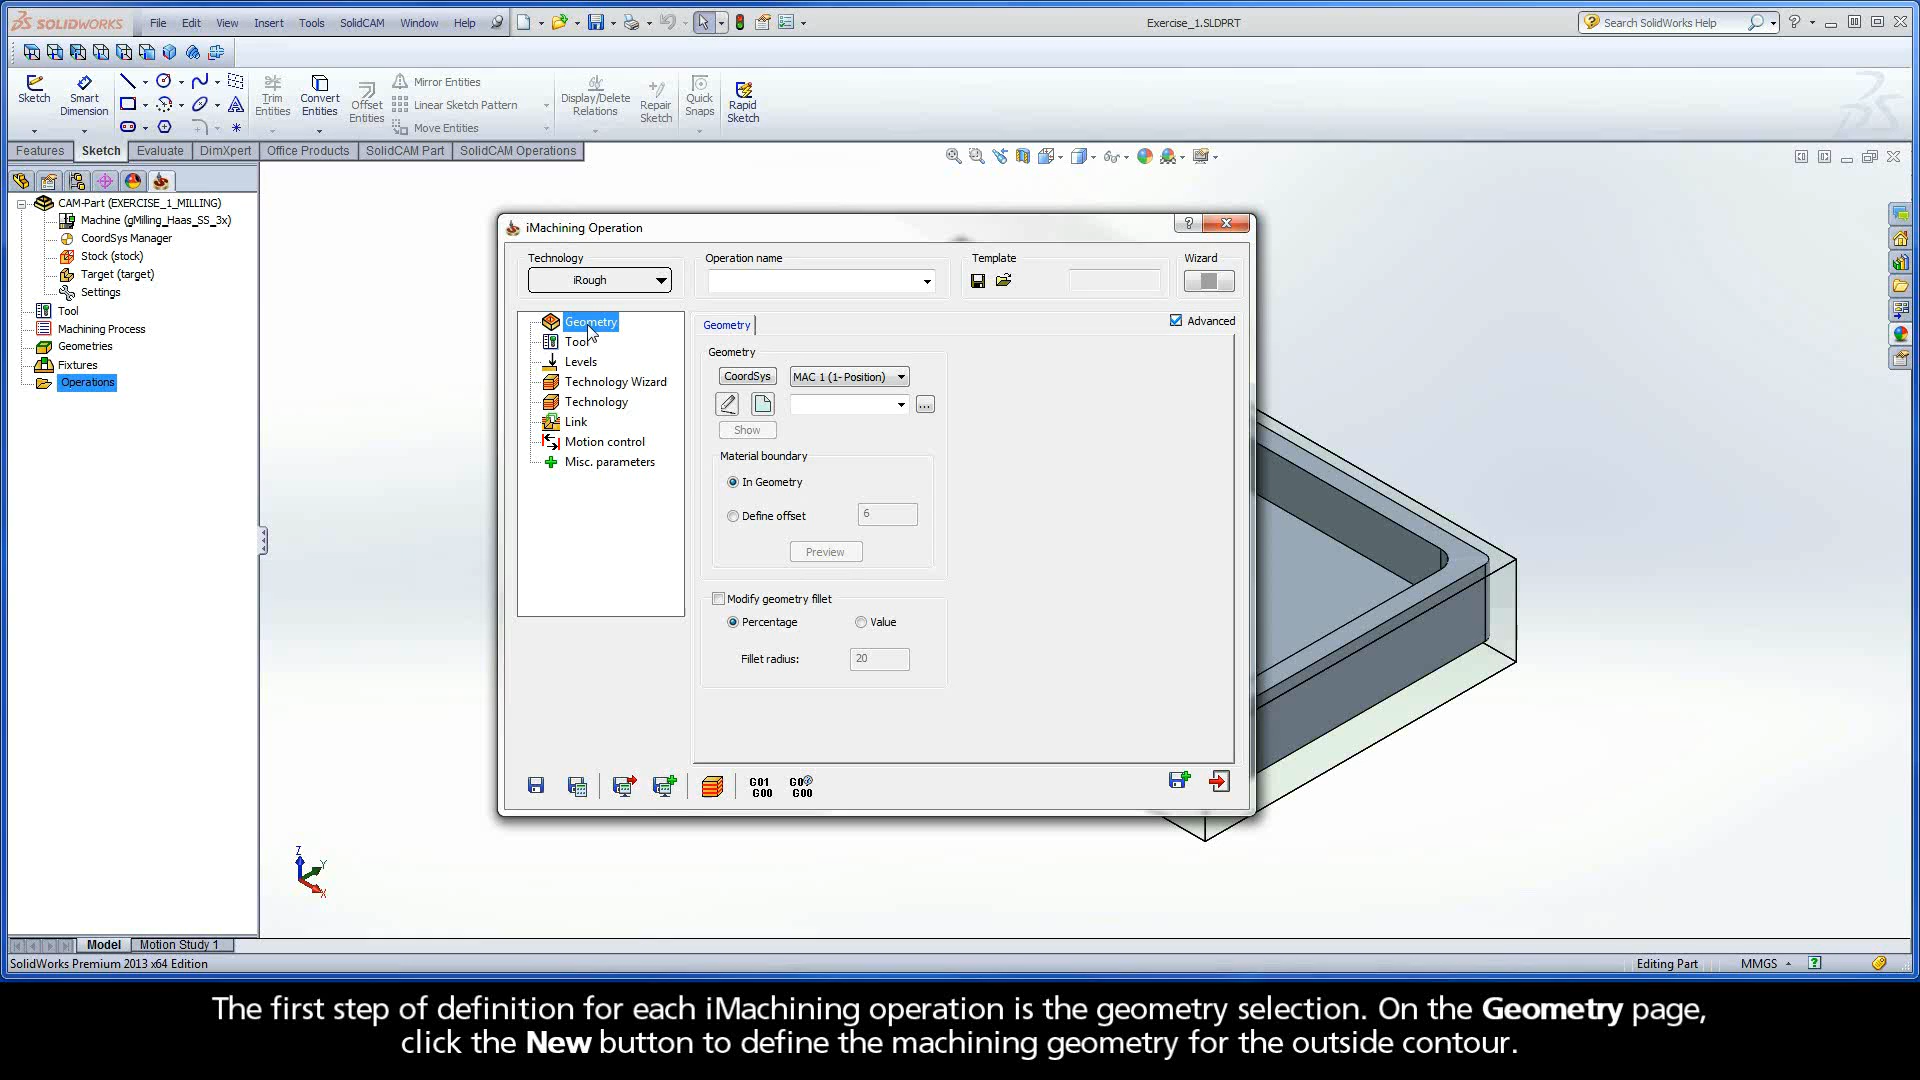 SOLIDWORKS File Edit View Insert Tools SolidCAM Window Help Exercise_1.SLDPRT Search SolidWorks Help
Sketch Smart Dimension Trim Entities Convert Entities Offset Entities Mirror Entities
Linear Sketch Pattern
Move Entities
Display/Delete Relations Repair Sketch Quick Snaps Rapid Sketch
Features Sketch Evaluate DimXpert Office Products SolidCAM Part SolidCAM Operations
CAM-Part (EXERCISE_1_MILLING)
Machine (gMilling_Haas_SS_3x)
CoordSys Manager
Stock (stock)
Target (target)
Settings
Tool
Machining Process
Geometries
Fixtures
Operations
iMachining Operation
Technology Operation name Template Wizard
iRough
Geometry
Tool
Levels
Technology Wizard
Technology
Link
Motion control
Misc. parameters
Geometry Advanced
Geometry
CoordSys MAC 1 (1- Position)
...
Show
Material boundary
In Geometry
Define offset 6
Preview
Modify geometry fillet
Percentage Value
Fillet radius: 20
G01 G00
G0 G00
Z Y X
Model Motion Study 1
SolidWorks Premium 2013 x64 Edition Editing Part MMGS
The first step of definition for each iMachining operation is the geometry selection. On the Geometry page,
click the New button to define the machining geometry for the outside contour.